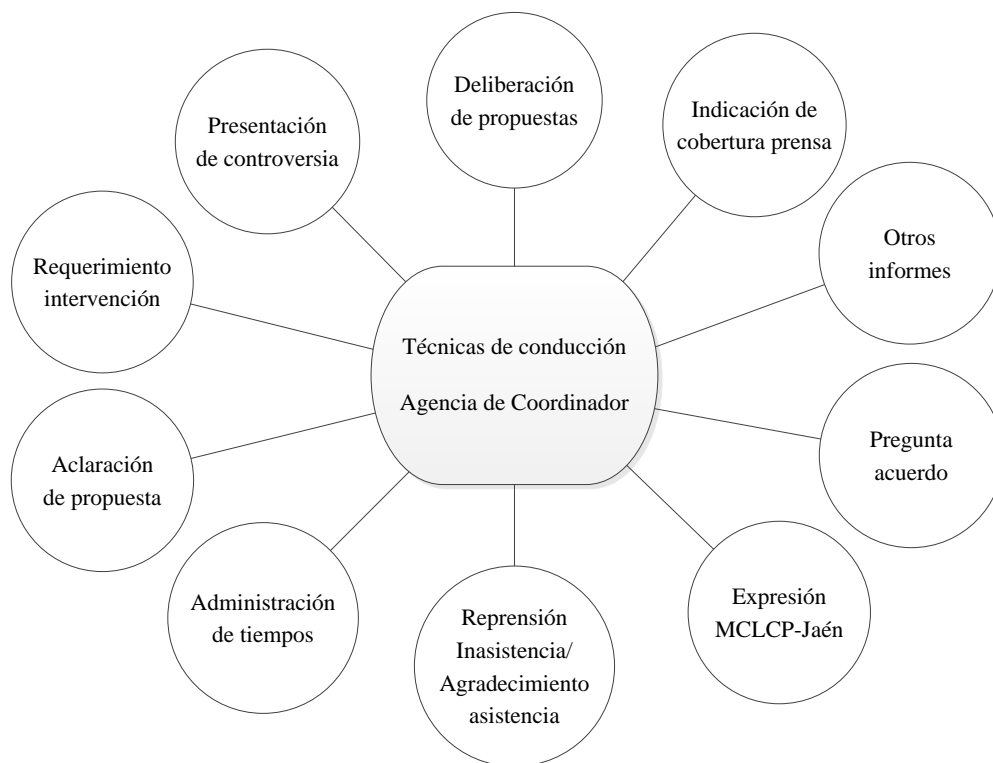 Deliberación
de propuestas
Indicación de
cobertura prensa
Presentación
de controversia
Otros
informes
Requerimiento
intervención
Técnicas de conducción
Agencia de Coordinador
Pregunta
acuerdo
Aclaración
de propuesta
Expresión
MCLCP-Jaén
Administración
de tiempos
Reprensión
Inasistencia/
Agradecimiento
asistencia